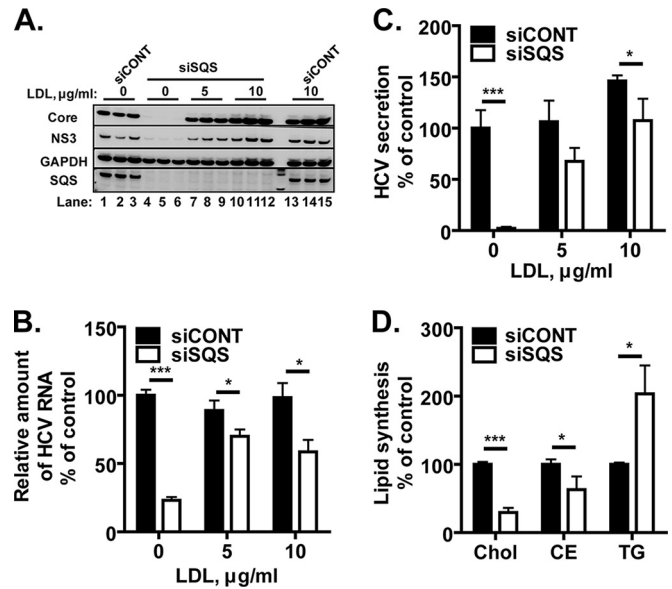 A.
siCONT siSQS siCONT
0 0 5 10 10
LDL, µg/ml:
Core
NS3
GAPDH
SQS
Lane: 1 2 3 4 5 6 7 8 9 10 11 12 13 14 15
B.
siCONT
siSQS
Relative amount
of HCV RNA
% of control
100
50
0
150
*** * *
0 5 10
LDL, µg/ml
C.
siCONT
siSQS
HCV secretion
% of control
200
150
100
50
0
*** *
0 5 10
LDL, µg/ml
D.
siCONT
siSQS
Lipid synthesis
% of control
300
200
100
0
*** * *
Chol CE TG